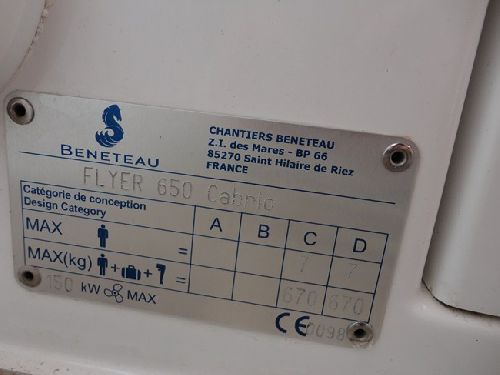 BENETEAU
CHANTIERS BENETEAU
Z.I. des Mares - BP 66
85270 Saint Hilaire de Riez
FRANCE
FLYER 650 Cabrio
Catégorie de conception
Design Category
A B C D
MAX = 7 7
MAX(kg) + + = 670 670
150 kW MAX
CE 0098